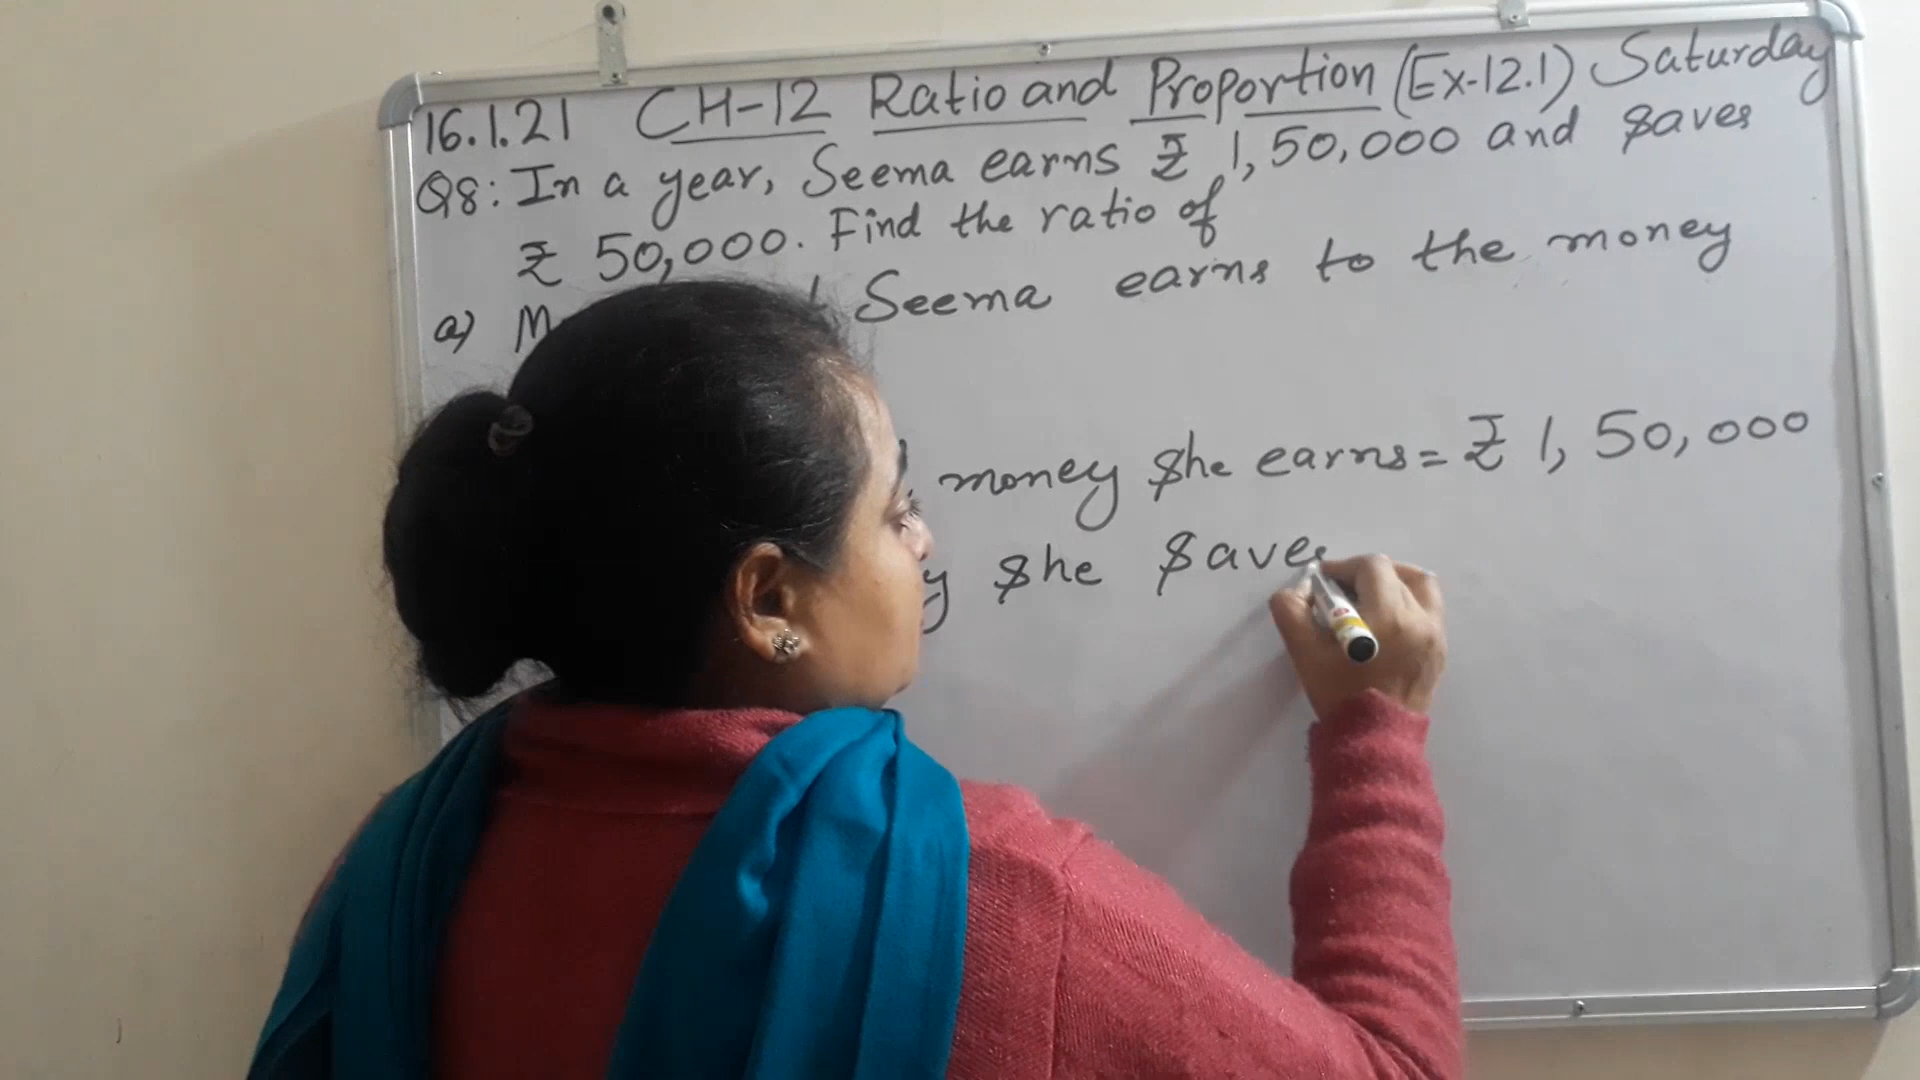 16.1.21 CH-12 Ratio and Proportion (Ex-12.1) Saturday
Q8: In a year, Seema earns ₹ 1,50,000 and saves
₹ 50,000. Find the ratio of
a) Seema earns to the money
money she earns = ₹ 1,50,000
she save